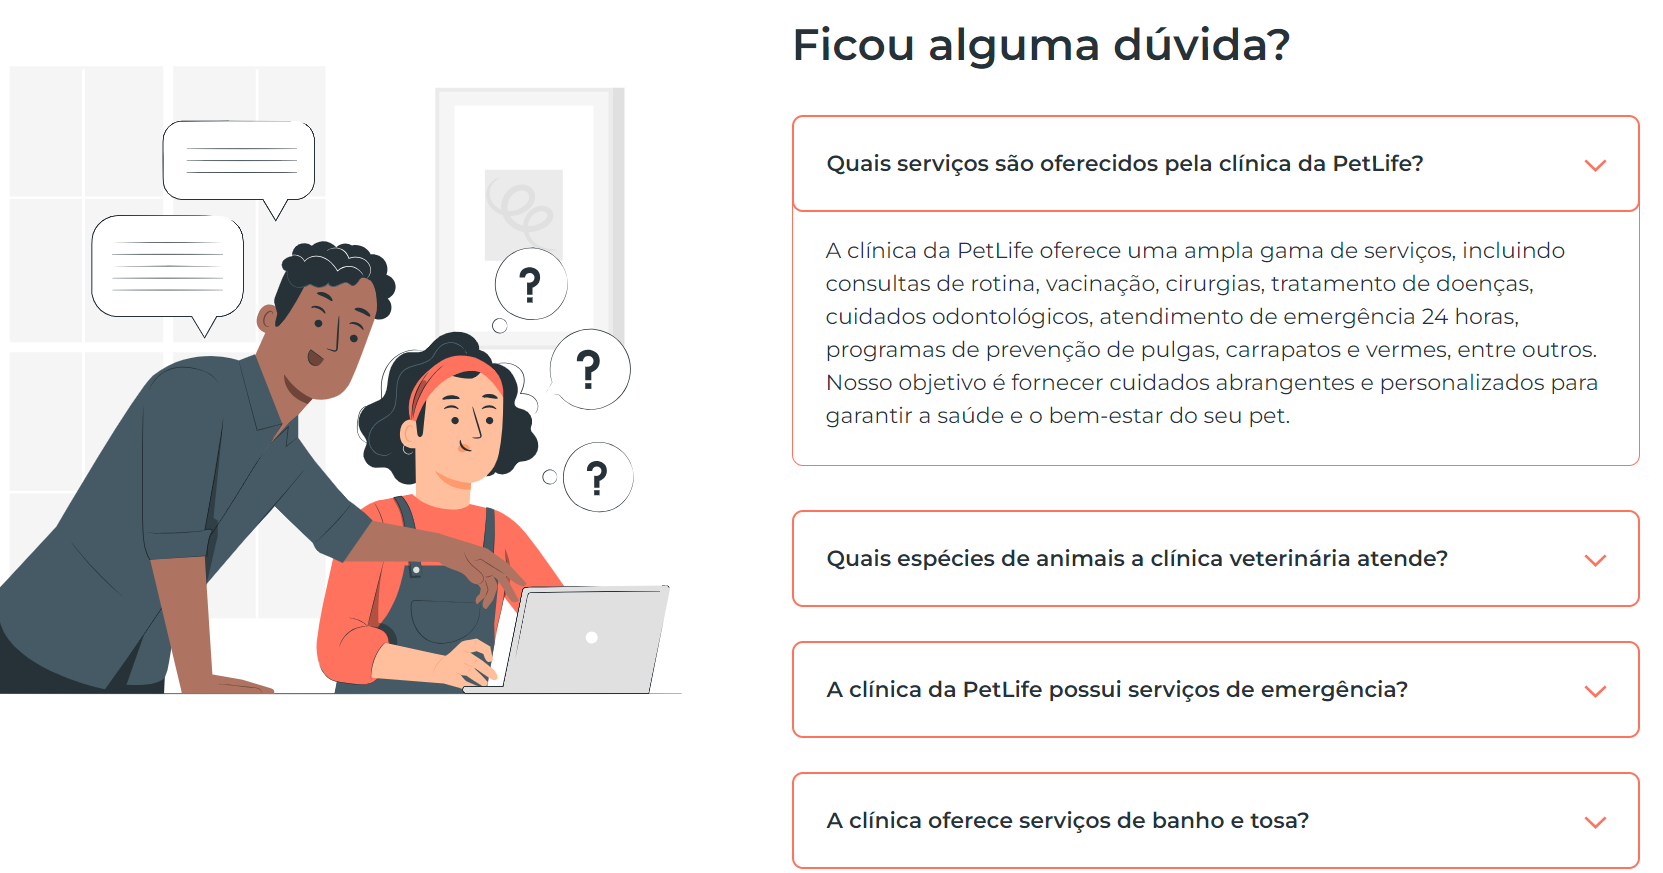 Ficou alguma dúvida?
Quais serviços são oferecidos pela clínica da PetLife?
A clínica da PetLife oferece uma ampla gama de serviços, incluindo
consultas de rotina, vacinação, cirurgias, tratamento de doenças,
cuidados odontológicos, atendimento de emergência 24 horas,
programas de prevenção de pulgas, carrapatos e vermes, entre outros.
Nosso objetivo é fornecer cuidados abrangentes e personalizados para
garantir a saúde e o bem-estar do seu pet.
Quais espécies de animais a clínica veterinária atende?
A clínica da PetLife possui serviços de emergência?
A clínica oferece serviços de banho e tosa?
?
?
?